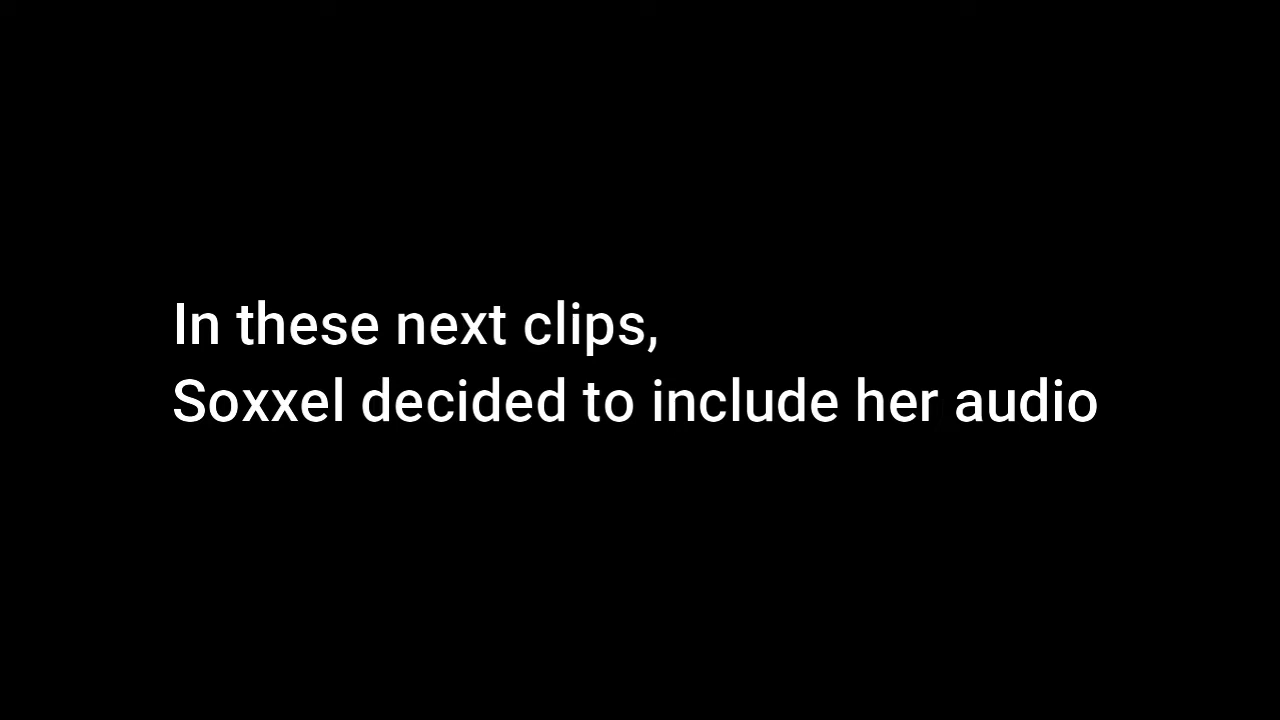 In these next clips,
Soxxel decided to include her audio